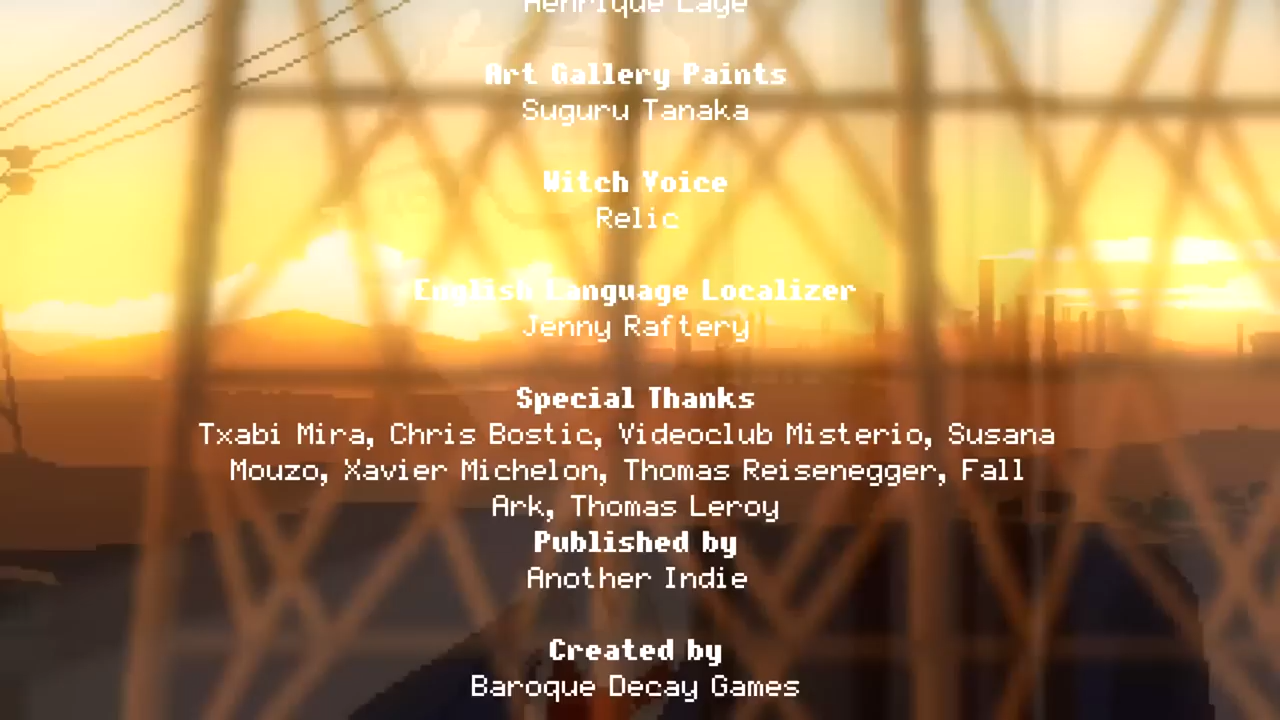 Henrique Lage
Art Gallery Paints
Suguru Tanaka
Witch Voice
Relic
English Language Localizer
Jenny Raftery
Special Thanks
Txabi Mira, Chris Bostic, Videoclub Misterio, Susana
Mouzo, Xavier Michelon, Thomas Reisenegger, Fall
Ark, Thomas Leroy
Published by
Another Indie
Created by
Baroque Decay Games